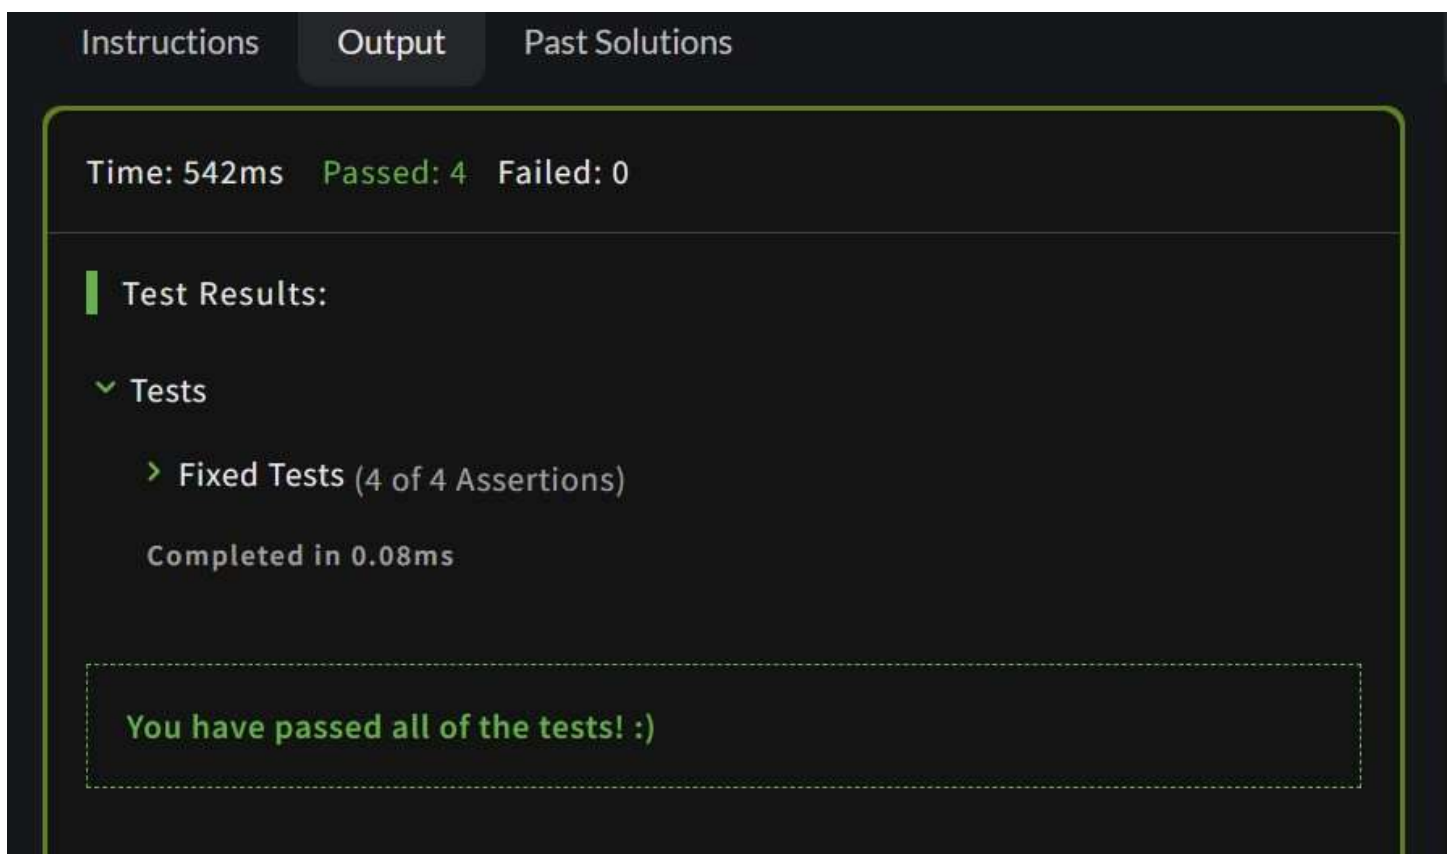 Instructions Output Past Solutions
Time: 542ms Passed: 4 Failed: 0
Test Results:
Tests
Fixed Tests (4 of 4 Assertions)
Completed in 0.08ms
You have passed all of the tests! :)